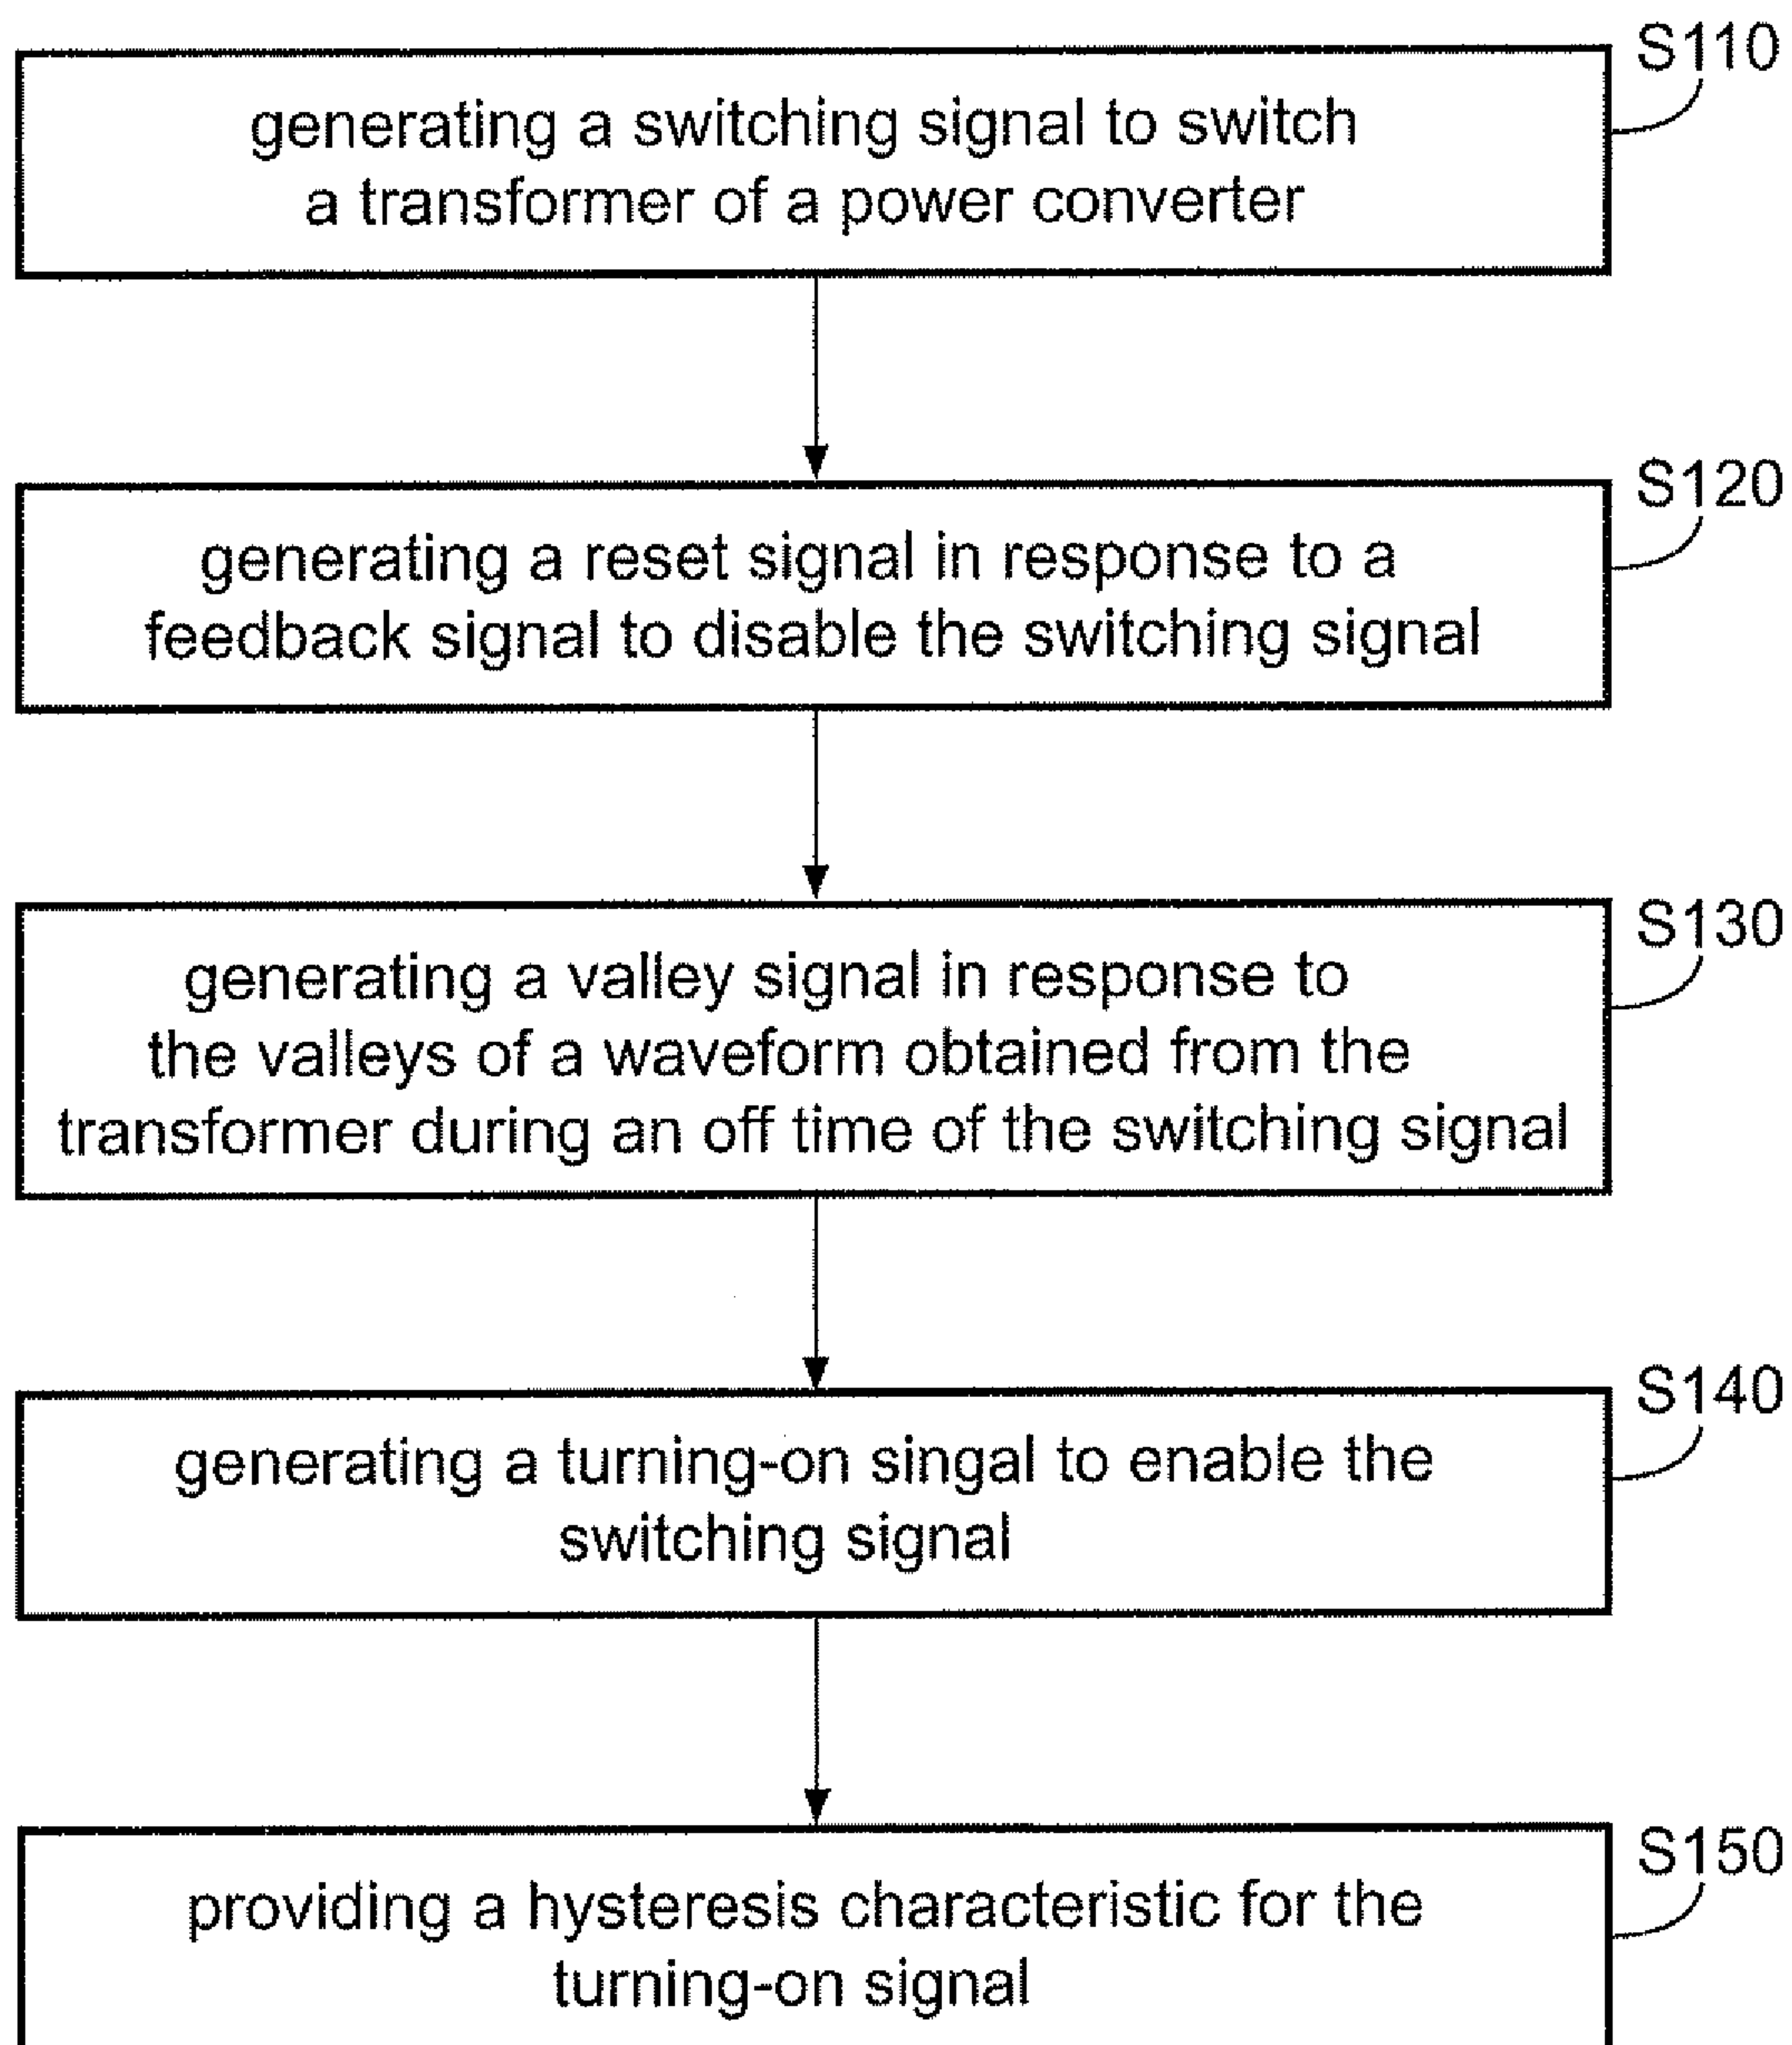 S110
generating a switching signal to switch
a transformer of a power converter
S120
generating a reset signal in response to a
feedback signal to disable the switching signal
S130
generating a valley signal in response to
the valleys of a waveform obtained from the
transformer during an off time of the switching signal
S140
generating a turning-on singal to enable the
switching signal
S150
providing a hysteresis characteristic for the
turning-on signal